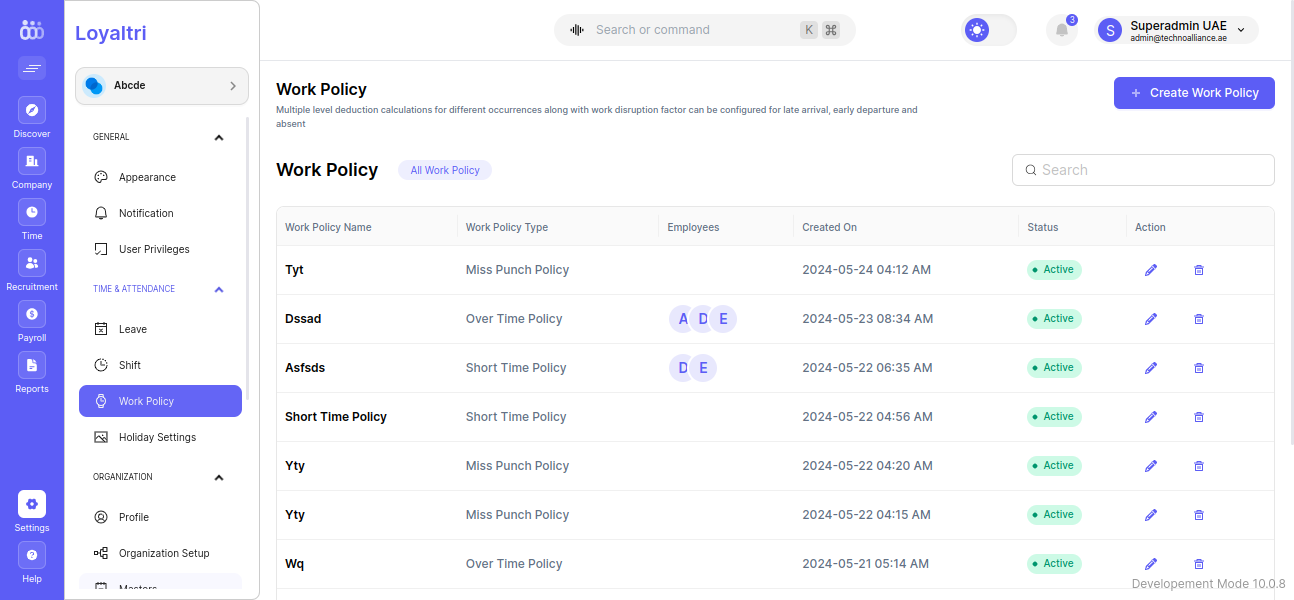 Loyaltri
Search or command
K ⌘
3
S
Superadmin UAE
admin@technoalliance.ae
Discover
Company
Time
Recruitment
Payroll
Reports
Settings
Help
Abcde
GENERAL
Appearance
Notification
User Privileges
TIME & ATTENDANCE
Leave
Shift
Work Policy
Holiday Settings
ORGANIZATION
Profile
Organization Setup
Masters
Work Policy
Multiple level deduction calculations for different occurrences along with work disruption factor can be configured for late arrival, early departure and
absent
+ Create Work Policy
Work Policy
All Work Policy
Search
Work Policy Name Work Policy Type Employees Created On Status Action
Tyt Miss Punch Policy 2024-05-24 04:12 AM Active
Dssad Over Time Policy A D E 2024-05-23 08:34 AM Active
Asfsds Short Time Policy D E 2024-05-22 06:35 AM Active
Short Time Policy Short Time Policy 2024-05-22 04:56 AM Active
Yty Miss Punch Policy 2024-05-22 04:20 AM Active
Yty Miss Punch Policy 2024-05-22 04:15 AM Active
Wq Over Time Policy 2024-05-21 05:14 AM Active
Developement Mode 10.0.8